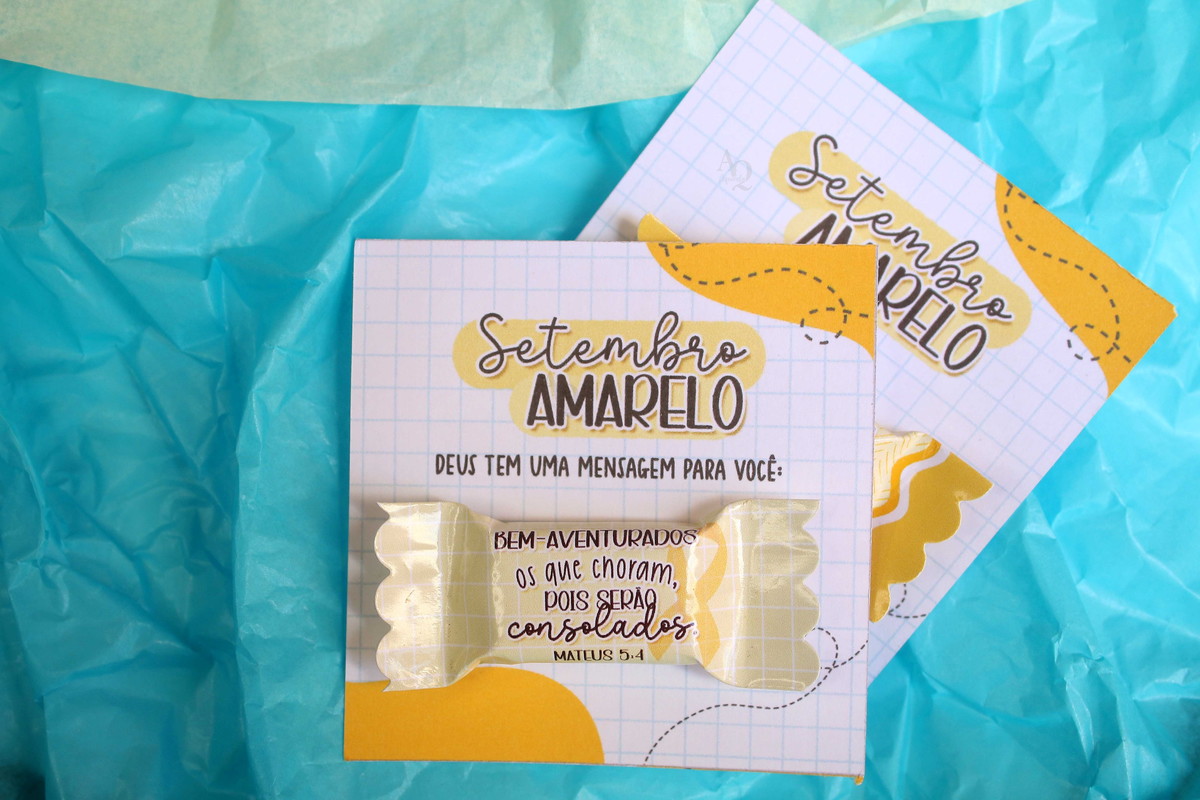 Setembro
AMARELO
DEUS TEM UMA MENSAGEM PARA VOCÊ:
BEM-AVENTURADOS
os que choram,
POIS SERÃO
consolados.
MATEUS 5:4
AQ
Setembro
AMARELO